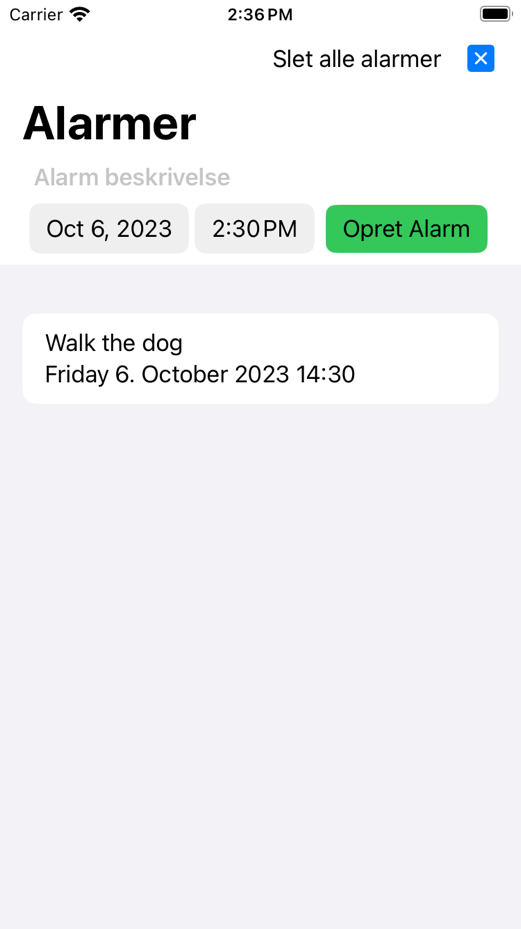 Carrier 2:36 PM
Slet alle alarmer
Alarmer
Alarm beskrivelse
Oct 6, 2023 2:30 PM Opret Alarm
Walk the dog
Friday 6. October 2023 14:30